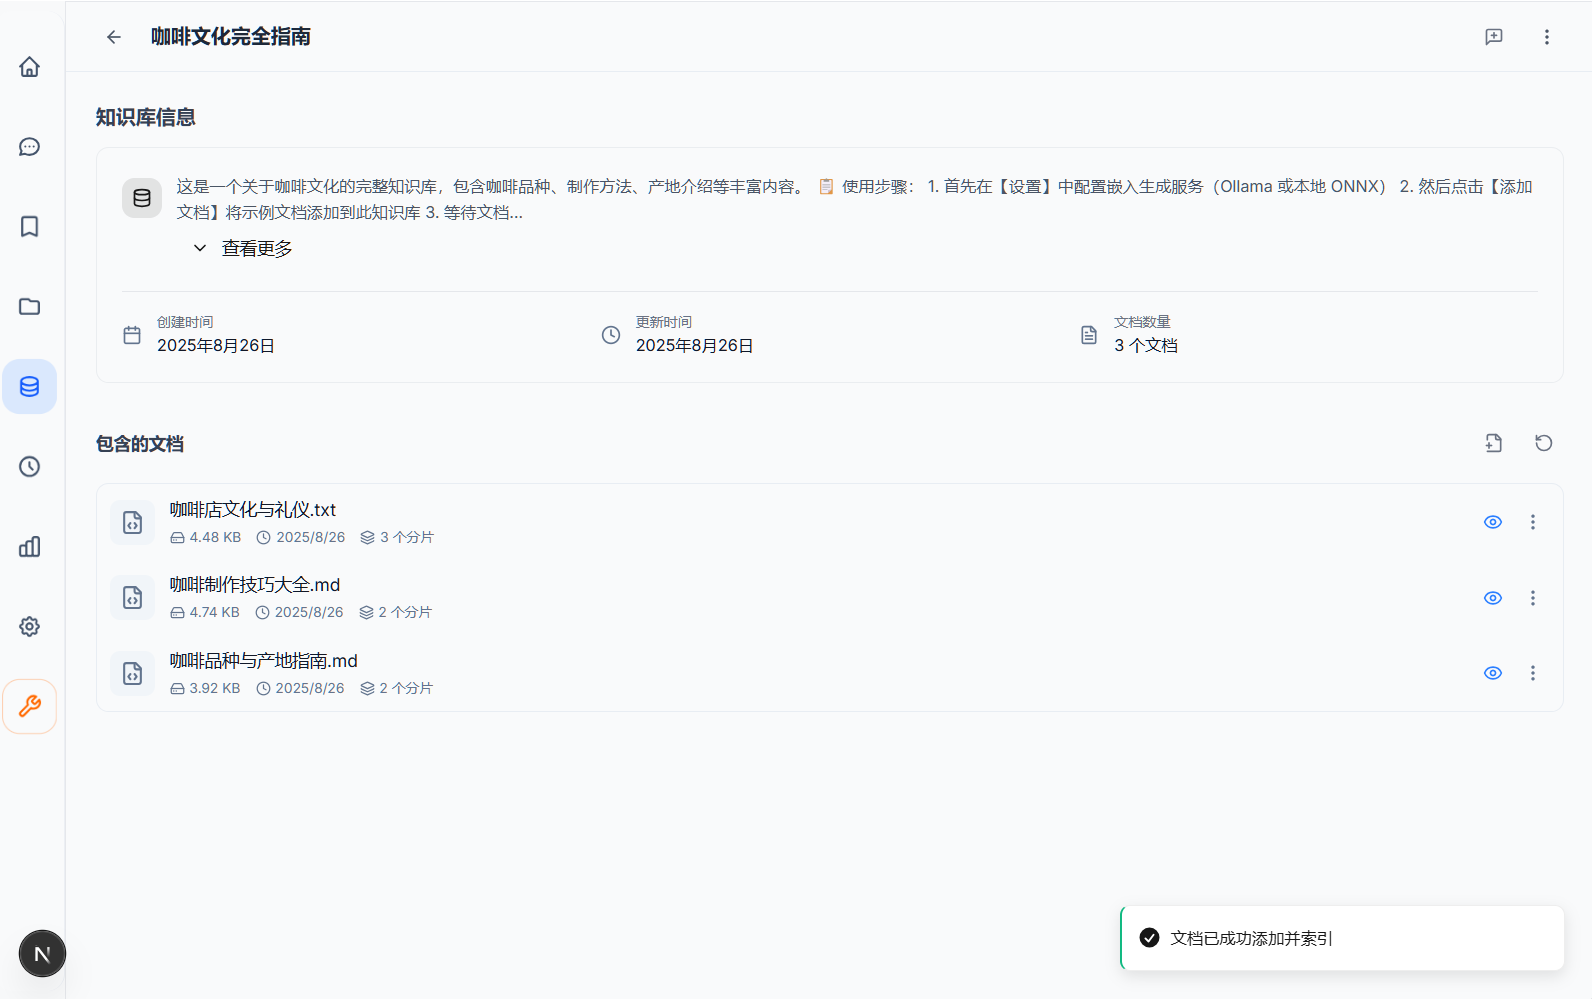 咖啡文化完全指南
知识库信息
这是一个关于咖啡文化的完整知识库，包含咖啡品种、制作方法、产地介绍等丰富内容。 📋 使用步骤： 1. 首先在【设置】中配置嵌入生成服务（Ollama 或本地 ONNX） 2. 然后点击【添加
文档】将示例文档添加到此知识库 3. 等待文档...
查看更多
创建时间
2025年8月26日
更新时间
2025年8月26日
文档数量
3 个文档
包含的文档
咖啡店文化与礼仪.txt
4.48 KB 2025/8/26 3 个分片
咖啡制作技巧大全.md
4.74 KB 2025/8/26 2 个分片
咖啡品种与产地指南.md
3.92 KB 2025/8/26 2 个分片
N
文档已成功添加并索引